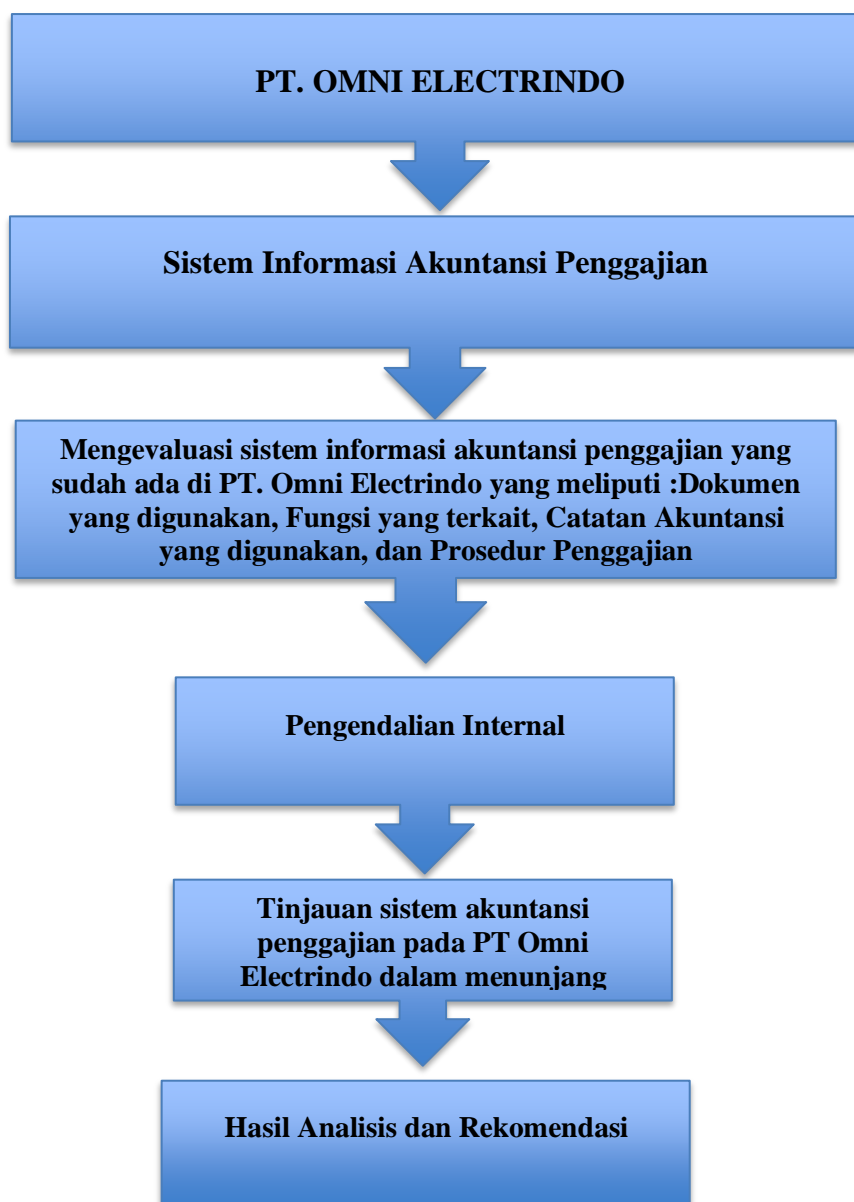 PT. OMNI ELECTRINDO
Sistem Informasi Akuntansi Penggajian
Mengevaluasi sistem informasi akuntansi penggajian yang
sudah ada di PT. Omni Electrindo yang meliputi :Dokumen
yang digunakan, Fungsi yang terkait, Catatan Akuntansi
yang digunakan, dan Prosedur Penggajian
Pengendalian Internal
Tinjauan sistem akuntansi
penggajian pada PT Omni
Electrindo dalam menunjang
Hasil Analisis dan Rekomendasi